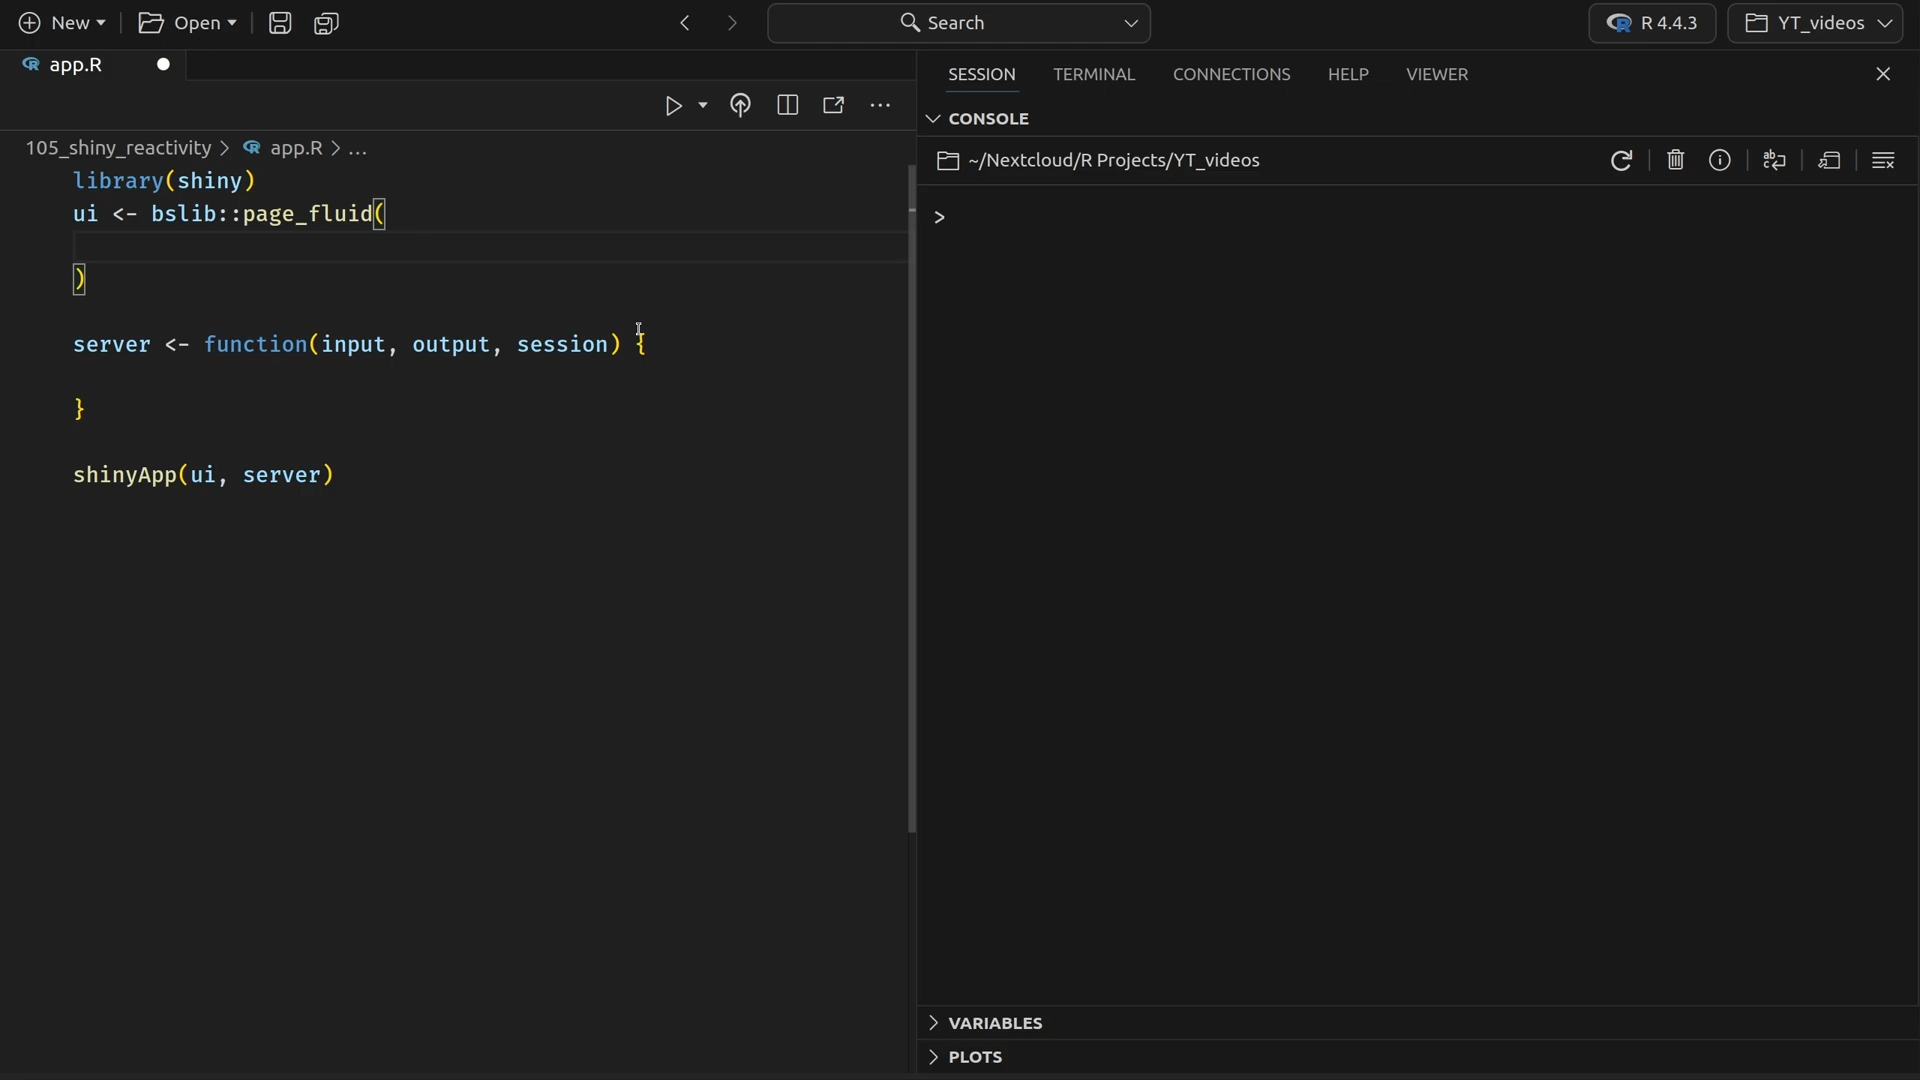 New
Open
Search
R 4.4.3
YT_videos
app.R
SESSION
TERMINAL
CONNECTIONS
HELP
VIEWER
CONSOLE
105_shiny_reactivity > app.R > ...
~/Nextcloud/R Projects/YT_videos
library(shiny)
ui <- bslib::page_fluid(
)
server <- function(input, output, session) {
}
shinyApp(ui, server)
>
VARIABLES
PLOTS